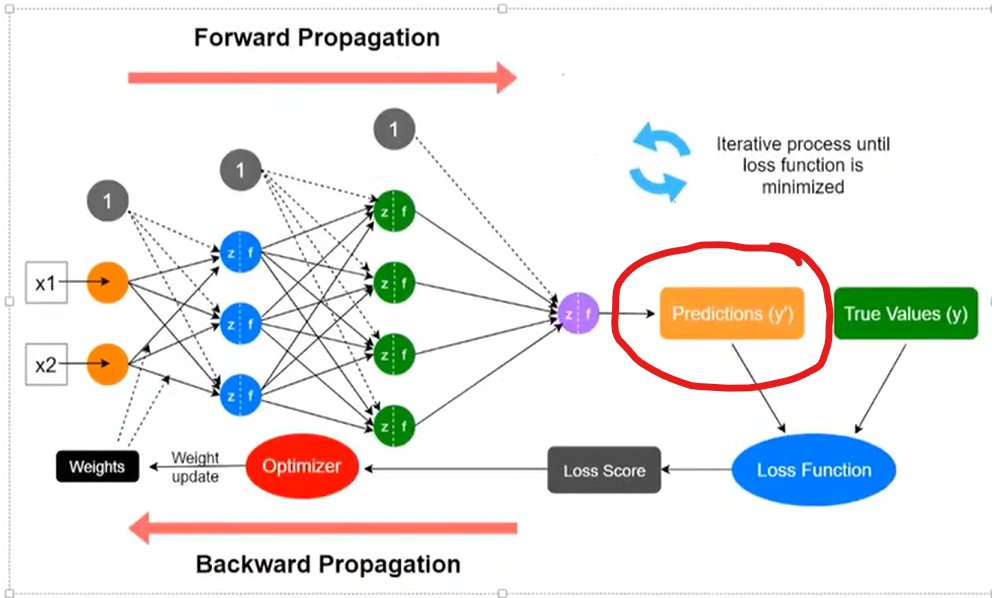 Forward Propagation
1
1
1
Iterative process until
loss function is
minimized
z f
z f
x1
z f
z f
z f
Predictions (y')
True Values (y)
x2
z f
z f
z f
Weights
Weight
update
Optimizer
Loss Score
Loss Function
Backward Propagation